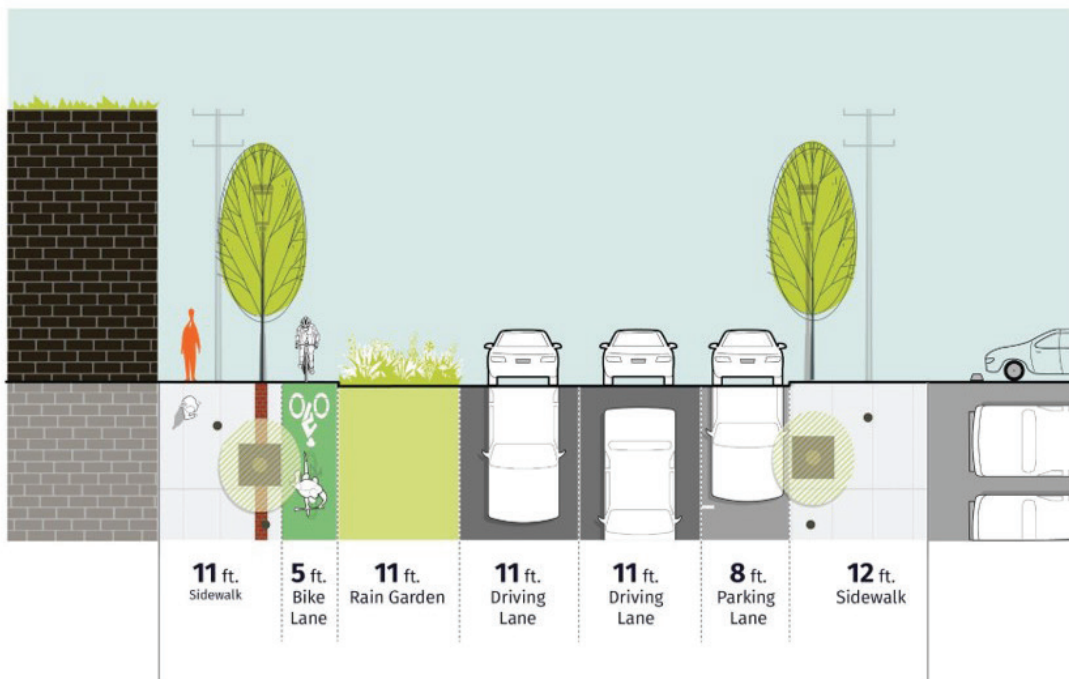 11 ft.
Sidewalk
5 ft.
Bike
Lane
11 ft.
Rain Garden
11 ft.
Driving
Lane
11 ft.
Driving
Lane
8 ft.
Parking
Lane
12 ft.
Sidewalk